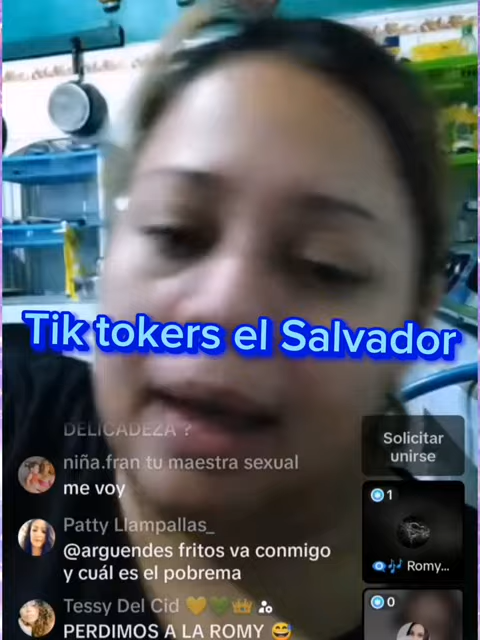 Tik tokers el Salvador
DELICADEZA ?
Solicitar
unirse
niña.fran tu maestra sexual
me voy
1
Patty Llampallas_
@arguendes fritos va conmigo
y cuál es el pobrema
Romy...
0
Tessy Del Cid 💛💚👑
PERDIMOS A LA ROMY 😅